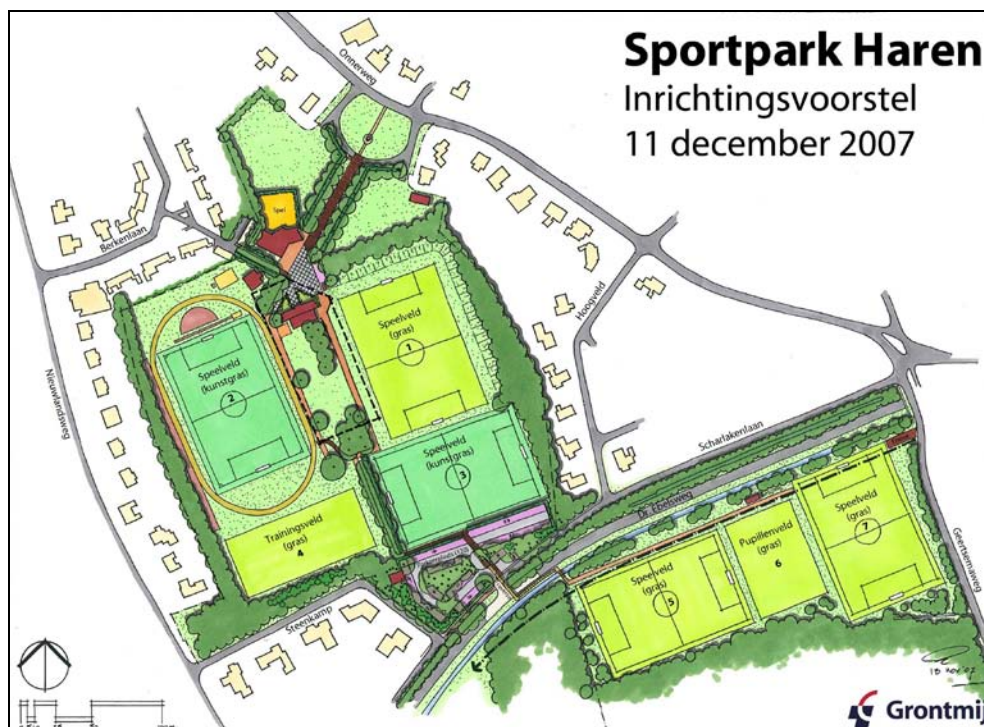 Sportpark Haren
Inrichtingsvoorstel
11 december 2007
Onnerweg
Berkenlaan
Hoogveld
Nieuwlandsweg
Speelveld
(gras)
1
Speelveld
(kunstgras)
2
Speelveld
(kunstgras)
3
Trainingsveld
(gras)
4
Scharlakenlaan
Dr. Ebelsweg
Speelveld
(gras)
5
Pupillenveld
(gras)
6
Speelveld
(gras)
7
Geertsemaweg
Steenkamp
Grontmij